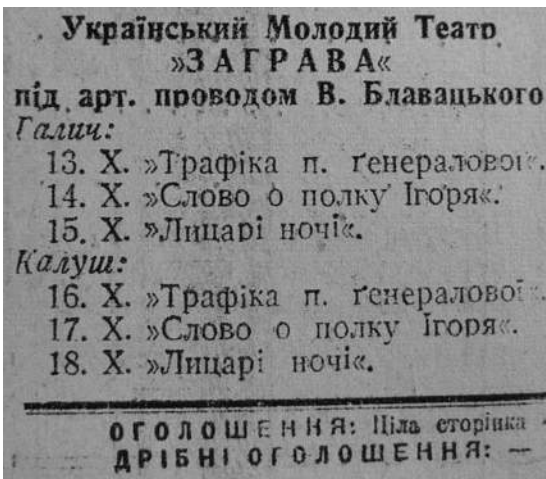 Український Молодий Театр
»ЗАГРАВА«
під арт. проводом В. Блавацького
Галич:
13. X. »Трафіка п. ґенералової«.
14. X. »Слово о полку Ігоря«.
15. X. »Лицарі ночі«.
Калуш:
16. X. »Трафіка п. ґенералової«.
17. X. »Слово о полку Ігоря«.
18. X. »Лицарі ночі«.
ОГОЛОШЕННЯ: Ціла сторінка
ДРІБНІ ОГОЛОШЕННЯ: —